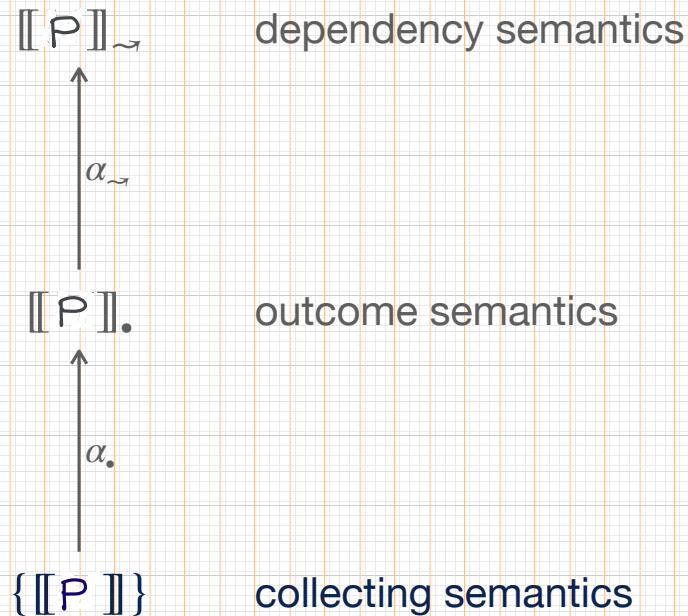 ⟦ P ⟧⇝ dependency semantics
α⇝
⟦ P ⟧• outcome semantics
α•
{⟦ P ⟧} collecting semantics